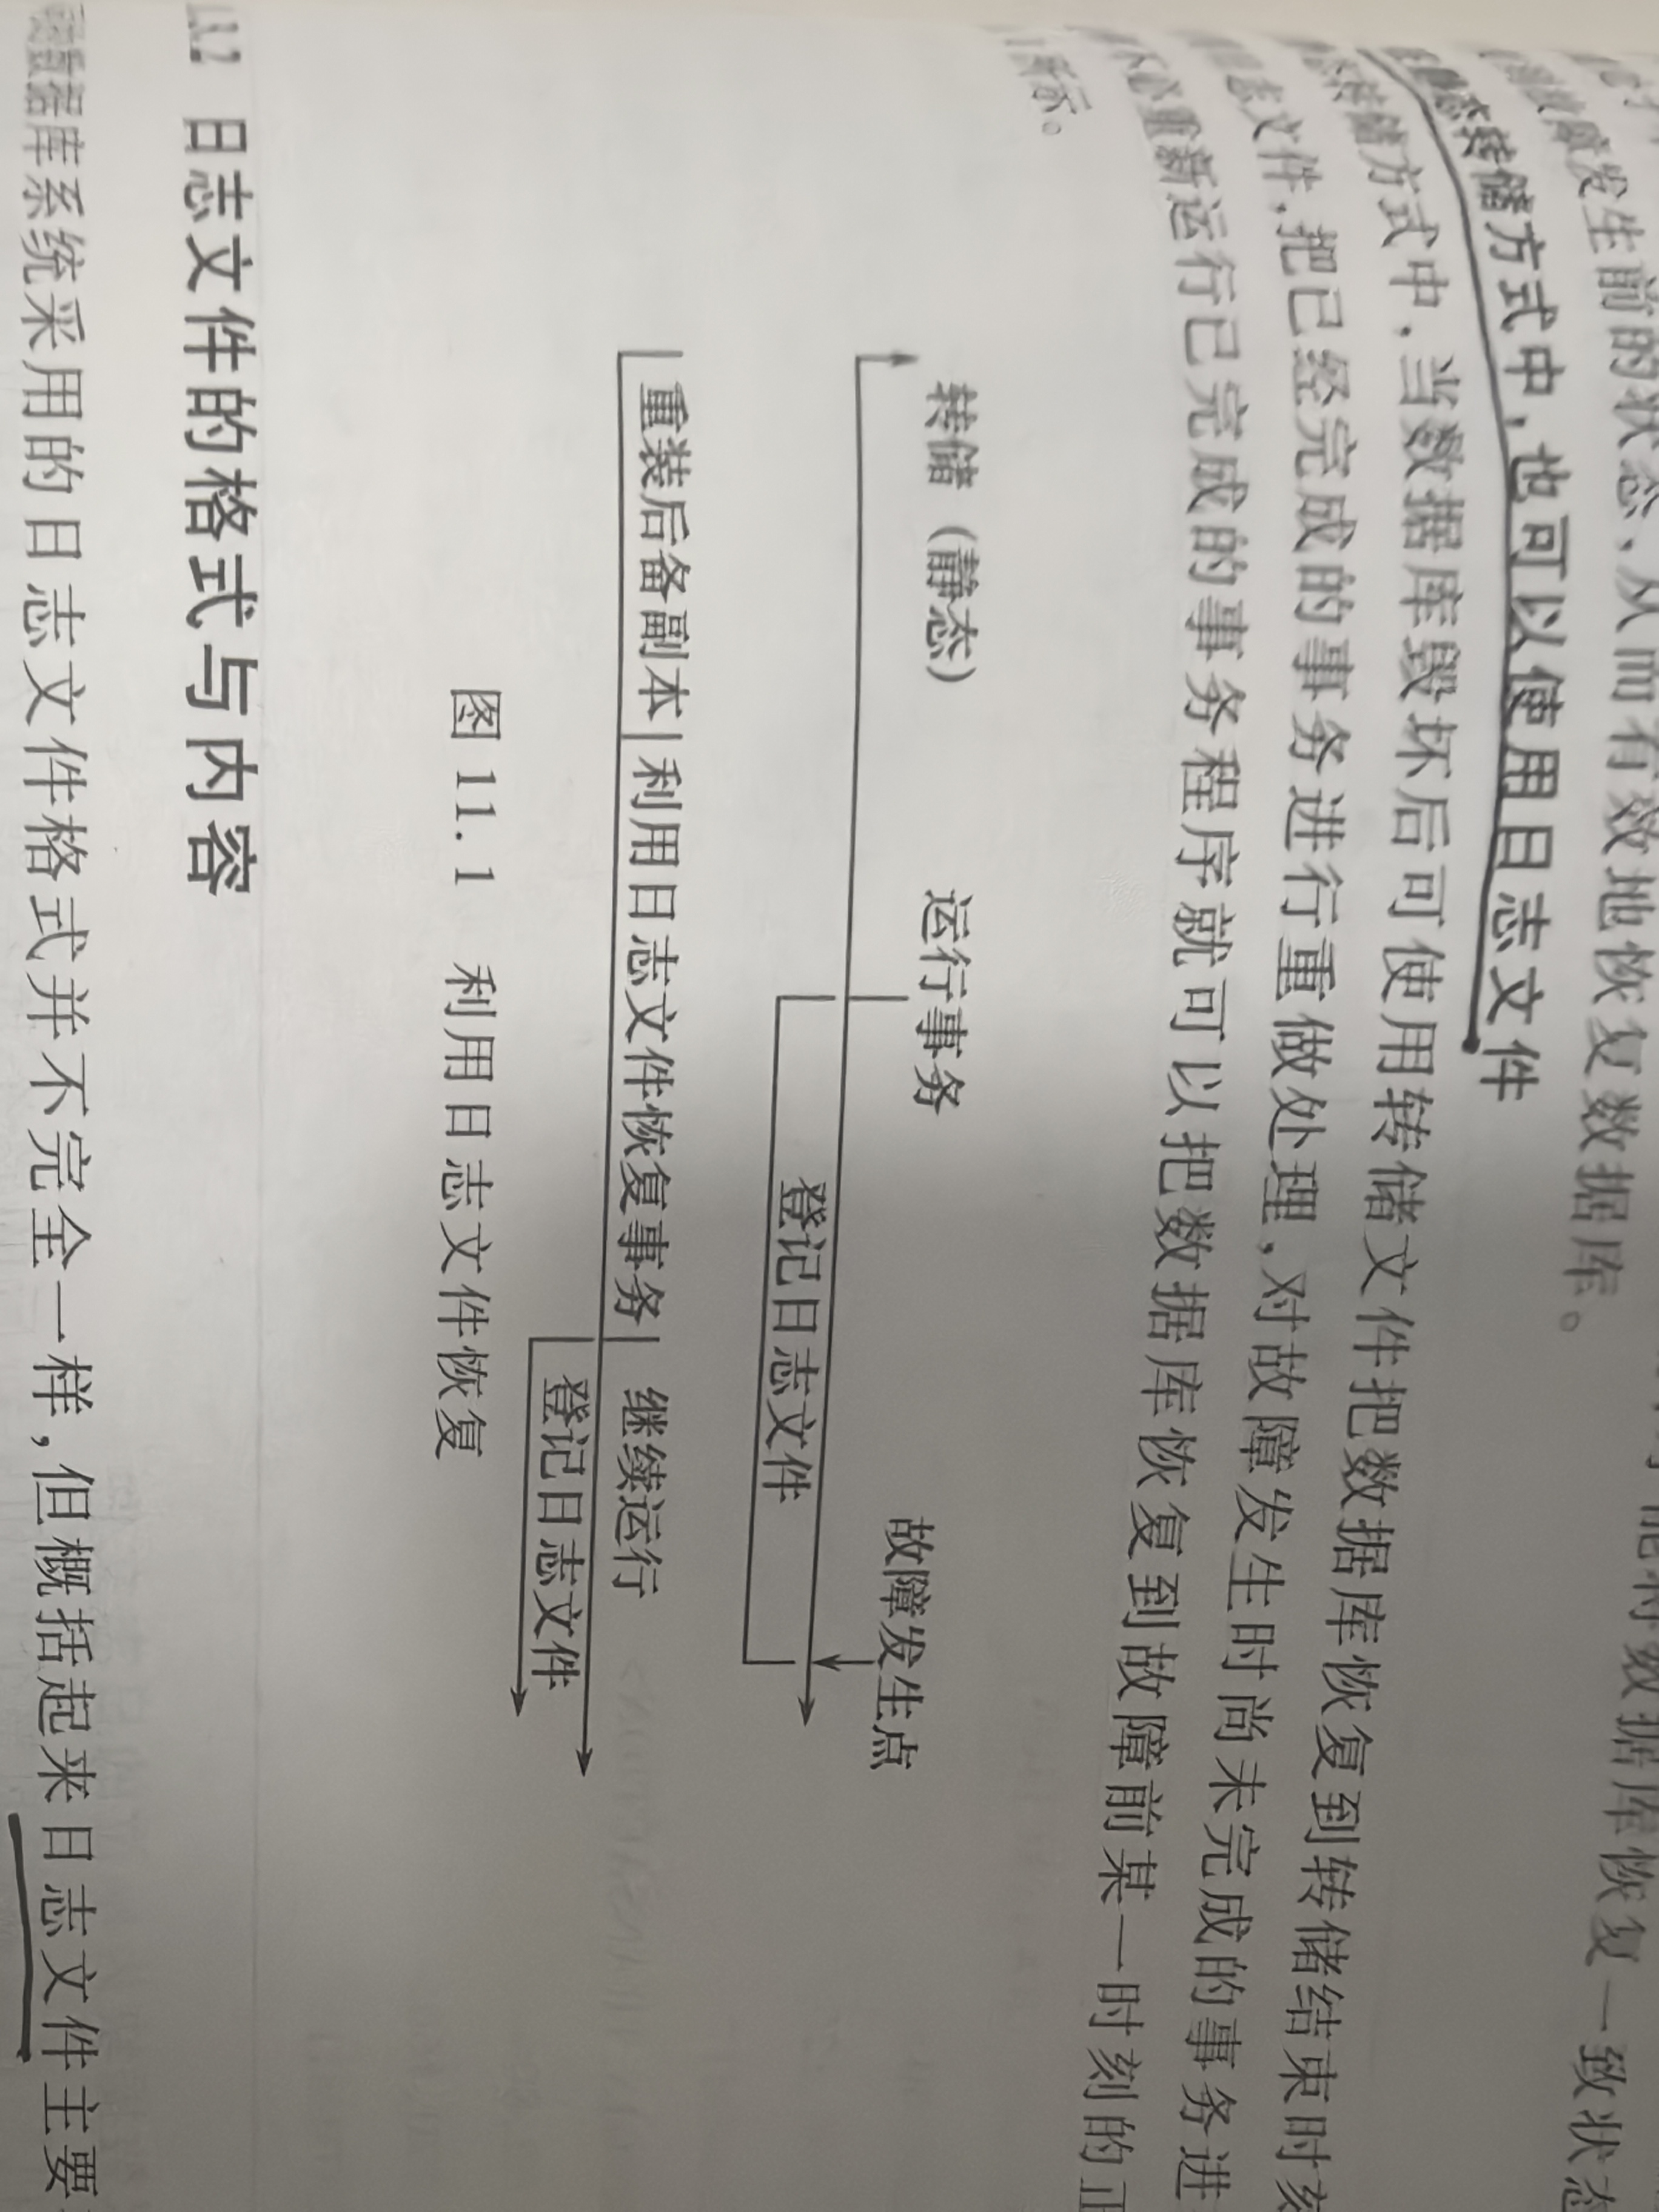 能将数据库恢复一致状态
故障发生前的状态，从而有效地恢复数据库。
静态转储方式中，也可以使用日志文件
态转储方式中，当数据库毁坏后可使用转储文件把数据库恢复到转储结束时刻
志文件，把已经完成的事务进行重做处理，对故障发生时尚未完成的事务进
不必重新运行已完成的事务程序就可以把数据库恢复到故障前某一时刻的正
1所示。
转储（静态） 运行事务 故障发生点
登记日志文件
重装后备副本 利用日志文件恢复事务 继续运行
登记日志文件
图 11.1 利用日志文件恢复
.3.2 日志文件的格式与内容
数据库系统采用的日志文件格式并不完全一样，但概括起来日志文件主要